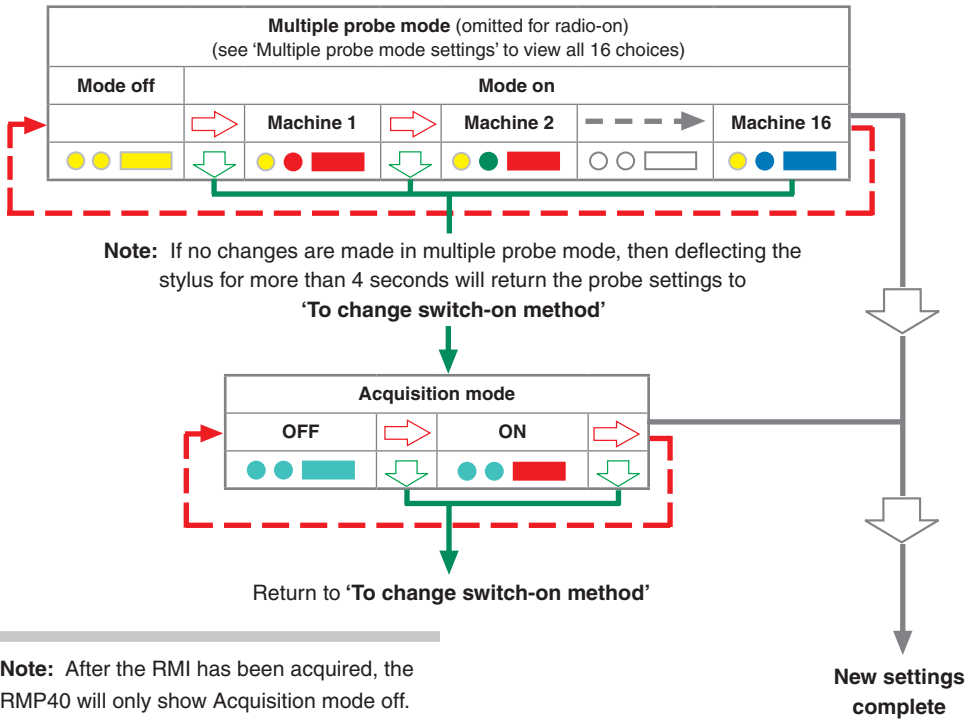 Multiple probe mode (omitted for radio-on)
(see ‘Multiple probe mode settings’ to view all 16 choices)
Mode off
Mode on
Machine 1
Machine 2
Machine 16
Note: If no changes are made in multiple probe mode, then deflecting the
stylus for more than 4 seconds will return the probe settings to
‘To change switch-on method’
Acquisition mode
OFF
ON
Return to ‘To change switch-on method’
Note: After the RMI has been acquired, the
RMP40 will only show Acquisition mode off.
New settings
complete